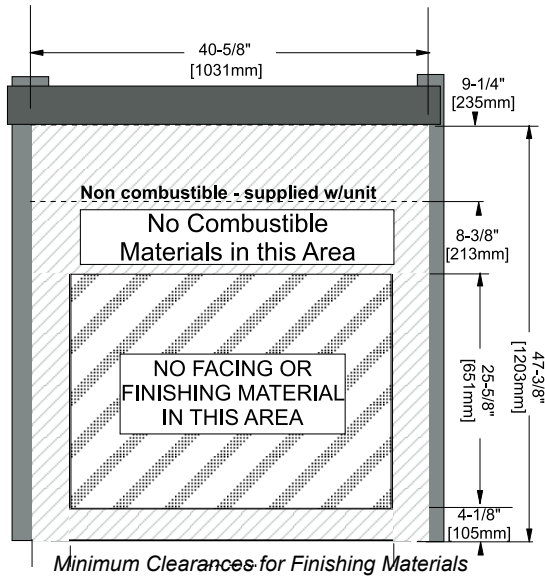 40-5/8"
[1031mm]
9-1/4"
[235mm]
Non combustible - supplied w/unit
No Combustible
Materials in this Area
8-3/8"
[213mm]
NO FACING OR
FINISHING MATERIAL
IN THIS AREA
25-5/8"
[651mm]
47-3/8"
[1203mm]
4-1/8"
[105mm]
Minimum Clearances for Finishing Materials